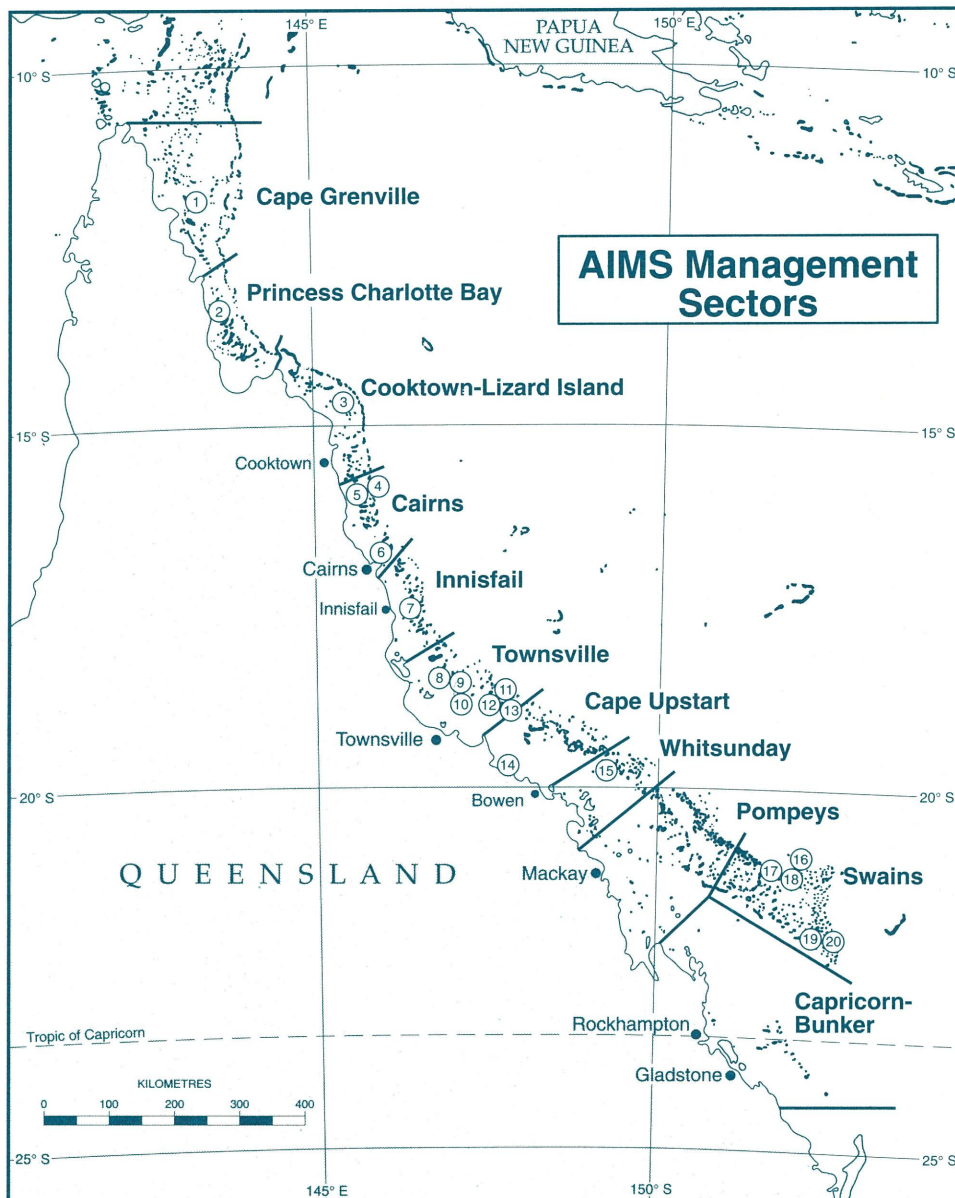 145° E
150° E
PAPUA
NEW GUINEA
10° S
10° S
1
Cape Grenville
AIMS Management
Sectors
2
Princess Charlotte Bay
3
Cooktown-Lizard Island
15° S
15° S
Cooktown
4
5
Cairns
6
Cairns
Innisfail
Innisfail
7
Townsville
8
9
10
11
12
13
Cape Upstart
Townsville
14
Whitsunday
15
20° S
Bowen
20° S
Pompeys
QUEENSLAND
Mackay
16
17
18
Swains
19
20
Capricorn-
Bunker
Tropic of Capricorn
Rockhampton
Gladstone
KILOMETRES
0 100 200 300 400
25° S
25° S
145° E
150° S